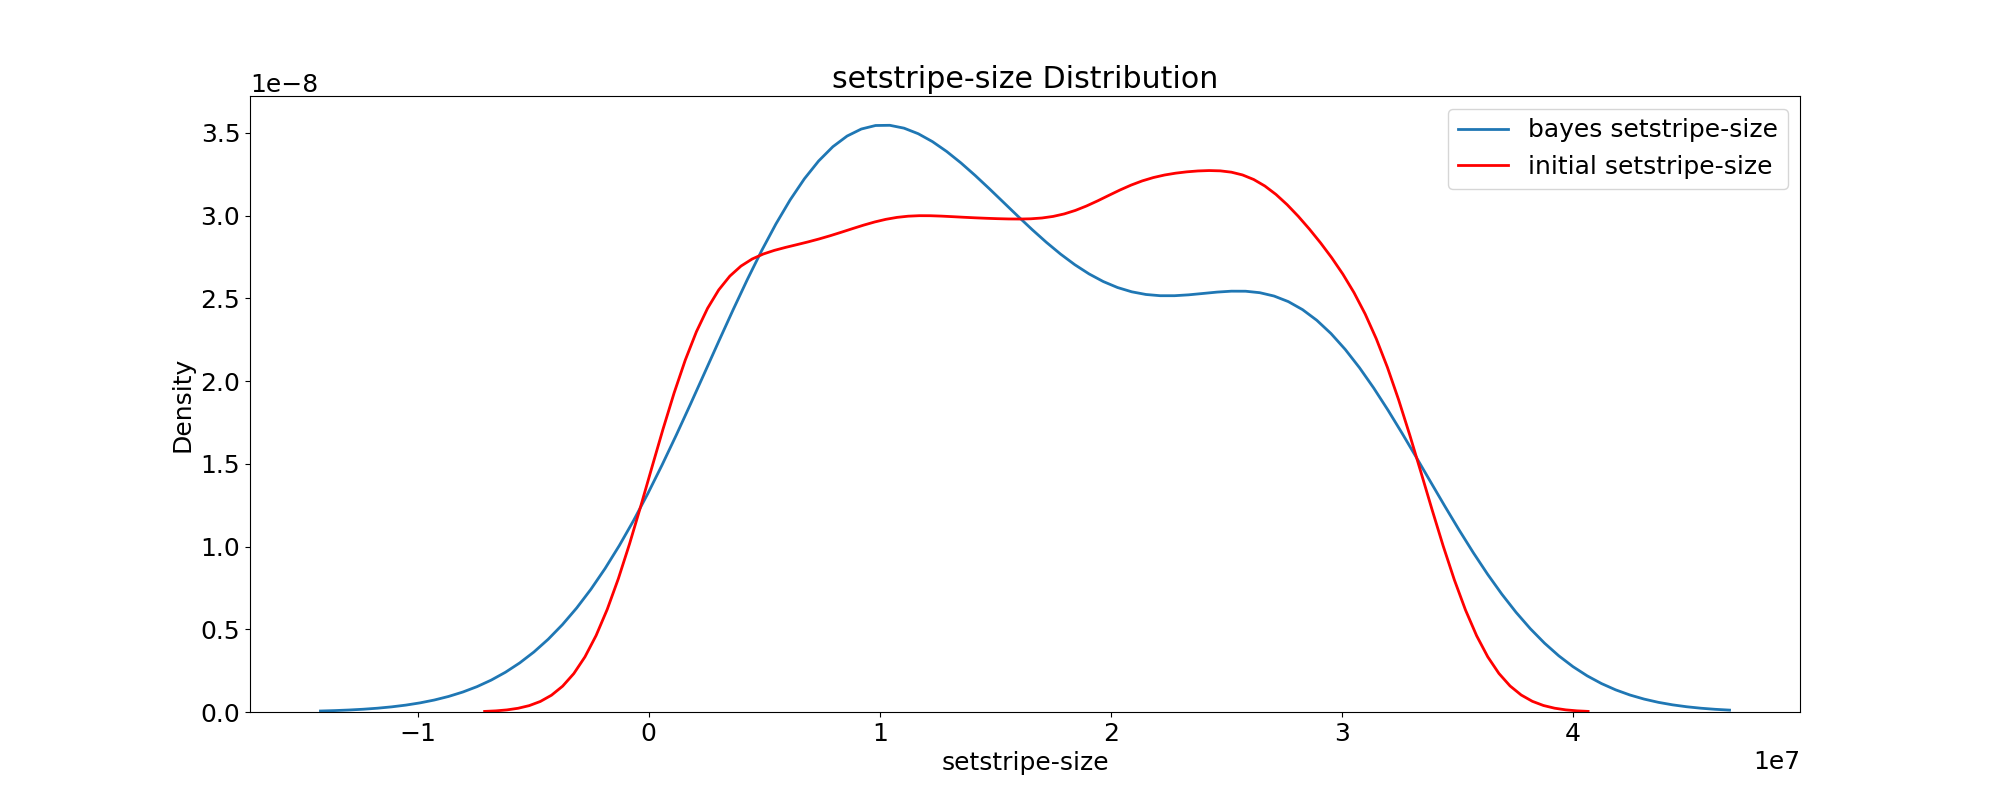 setstripe-size Distribution
1e−8
bayes setstripe-size
initial setstripe-size
3.5
3.0
2.5
2.0
1.5
1.0
0.5
0.0
Density
−1 0 1 2 3 4
setstripe-size
1e7